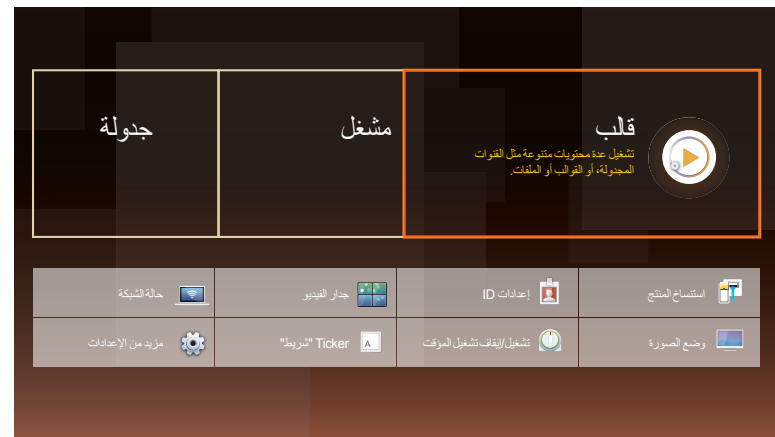 قالب
تشغيل عدة محتويات متنوعة مثل القنوات
المجدولة، أو القوالب أو الملفات.
مشغل
جدولة
استنساخ المنتج
إعدادات ID
جدار الفيديو
حالة الشبكة
وضع الصورة
تشغيل/إيقاف تشغيل المؤقت
Ticker "شريط"
A
مزيد من الإعدادات